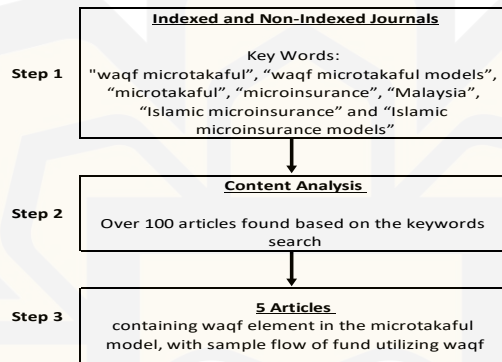 Indexed and Non-Indexed Journals
Key Words:
Step 1
"waqf microtakaful", “waqf microtakaful models”,
“microtakaful”, “microinsurance”, “Malaysia”,
“Islamic microinsurance” and “Islamic
microinsurance models”
Content Analysis
Step 2
Over 100 articles found based on the keywords
search
5 Articles
Step 3
containing waqf element in the microtakaful
model, with sample flow of fund utilizing waqf